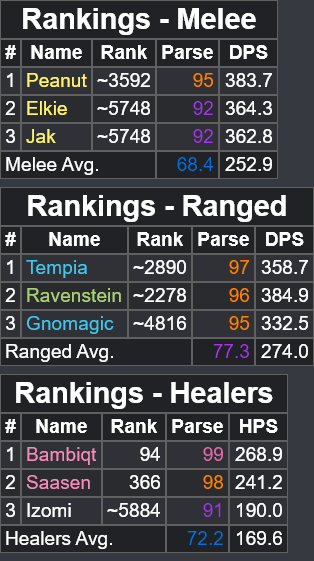 Rankings - Melee
# Name Rank Parse DPS
1 Peanut ~3592 95 383.7
2 Elkie ~5748 92 364.3
3 Jak ~5748 92 362.8
Melee Avg. 68.4 252.9
Rankings - Ranged
# Name Rank Parse DPS
1 Tempia ~2890 97 358.7
2 Ravenstein ~2278 96 384.9
3 Gnomagic ~4816 95 332.5
Ranged Avg. 77.3 274.0
Rankings - Healers
# Name Rank Parse HPS
1 Bambiqt 94 99 268.9
2 Saasen 366 98 241.2
3 Izomi ~5884 91 190.0
Healers Avg. 72.2 169.6